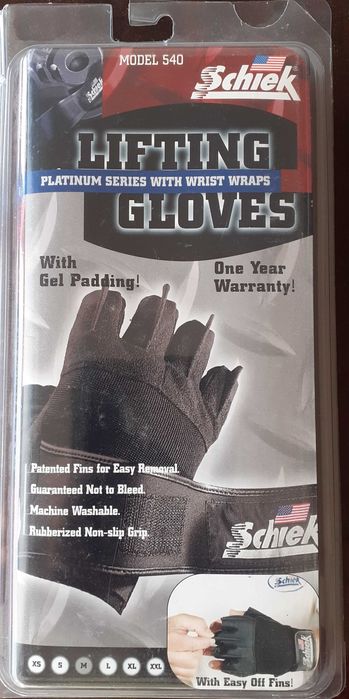 MODEL 540
Schiek
LIFTING
PLATINUM SERIES WITH WRIST WRAPS
GLOVES
With
Gel Padding!
One Year
Warranty!
Patented Fins for Easy Removal.
Guaranteed Not to Bleed.
Machine Washable.
Rubberized Non-slip Grip.
Schiek
Schiek
XS S M L XL XXL
With Easy Off Fins!